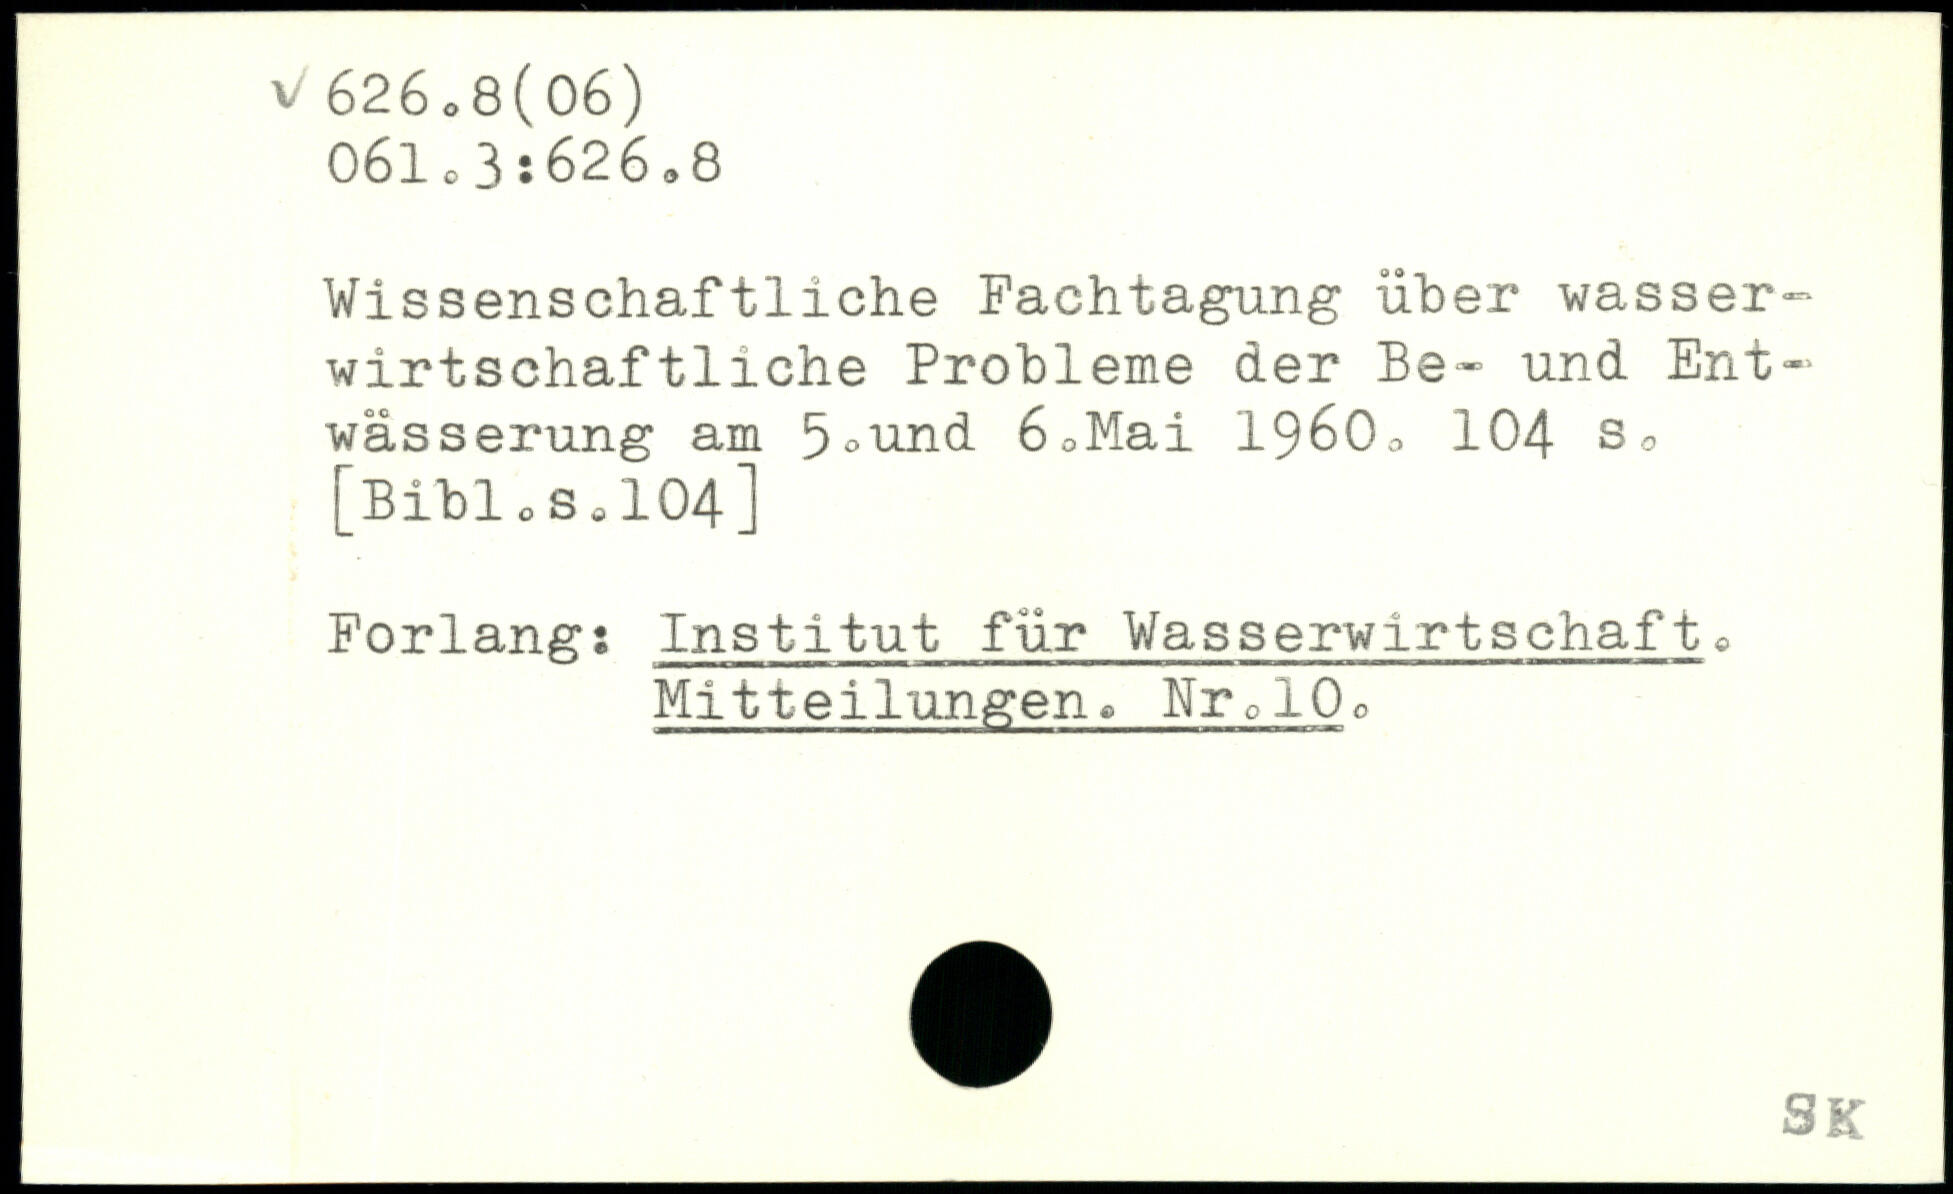 ✓ 626.8(06)
061.3:626.8
Wissenschaftliche Fachtagung über wasser-
wirtschaftliche Probleme der Be- und Ent-
wässerung am 5.und 6.Mai 1960. 104 s.
[Bibl.s.104]
Forlang: Institut für Wasserwirtschaft.
Mitteilungen. Nr.10.
SK